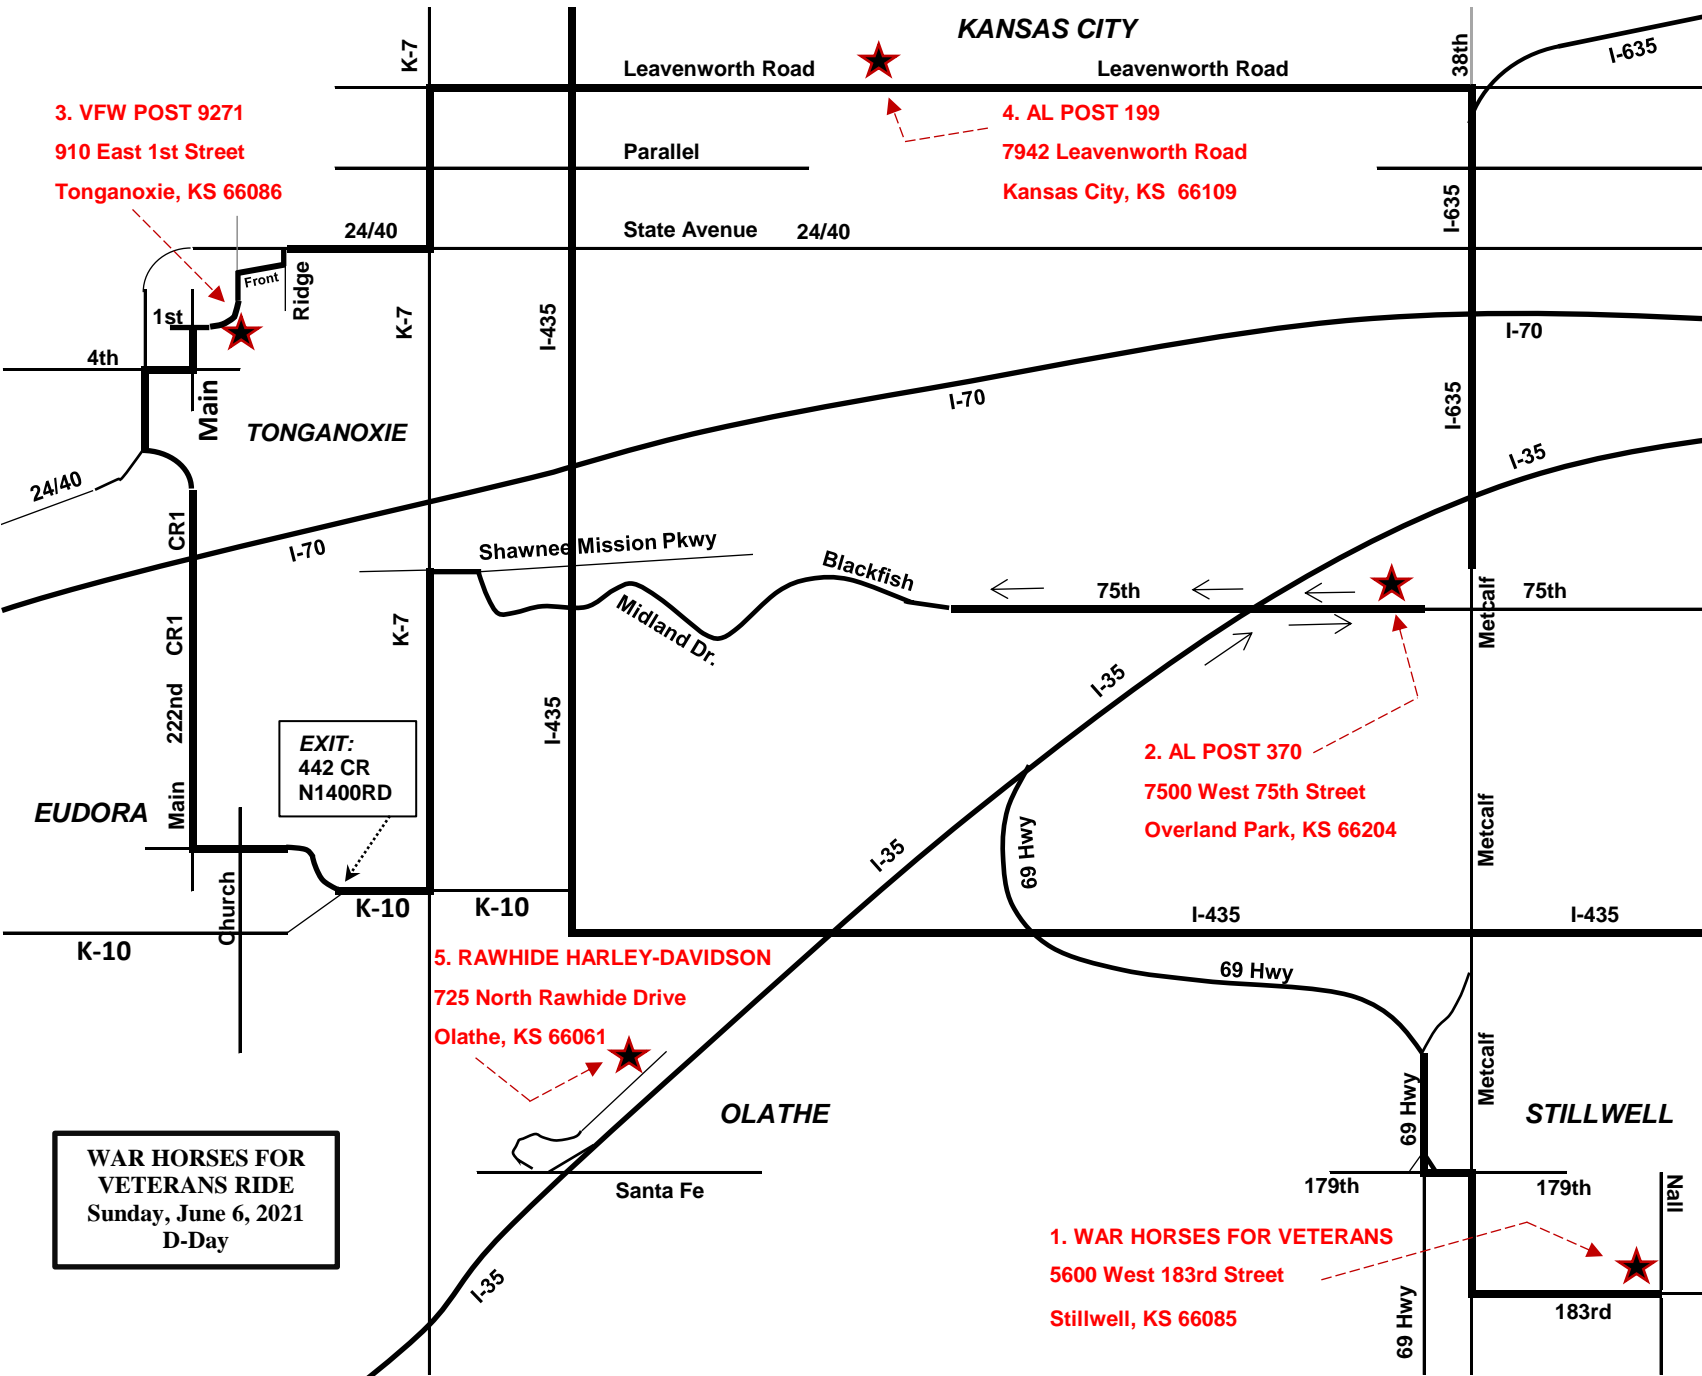 KANSAS CITY
K-7
38th
I-635
Leavenworth Road
Leavenworth Road
3. VFW POST 9271
910 East 1st Street
Tonganoxie, KS 66086
4. AL POST 199
7942 Leavenworth Road
Kansas City, KS  66109
Parallel
I-635
24/40
State Avenue
24/40
Front
Ridge
1st
K-7
I-435
I-70
4th
Main
I-70
I-635
TONGANOXIE
I-35
24/40
CR1
I-70
Shawnee Mission Pkwy
Blackfish
75th
75th
Metcalf
K-7
Midland Dr.
CR1
I-35
222nd
I-435
EXIT:
442 CR
N1400RD
2. AL POST 370
7500 West 75th Street
Overland Park, KS 66204
EUDORA
Main
Metcalf
69 Hwy
I-35
Church
K-10
K-10
I-435
I-435
K-10
5. RAWHIDE HARLEY-DAVIDSON
725 North Rawhide Drive
Olathe, KS 66061
69 Hwy
Metcalf
69 Hwy
OLATHE
STILLWELL
WAR HORSES FOR
VETERANS RIDE
Sunday, June 6, 2021
D-Day
Santa Fe
179th
179th
Nall
1. WAR HORSES FOR VETERANS
5600 West 183rd Street
Stillwell, KS 66085
I-35
69 Hwy
183rd